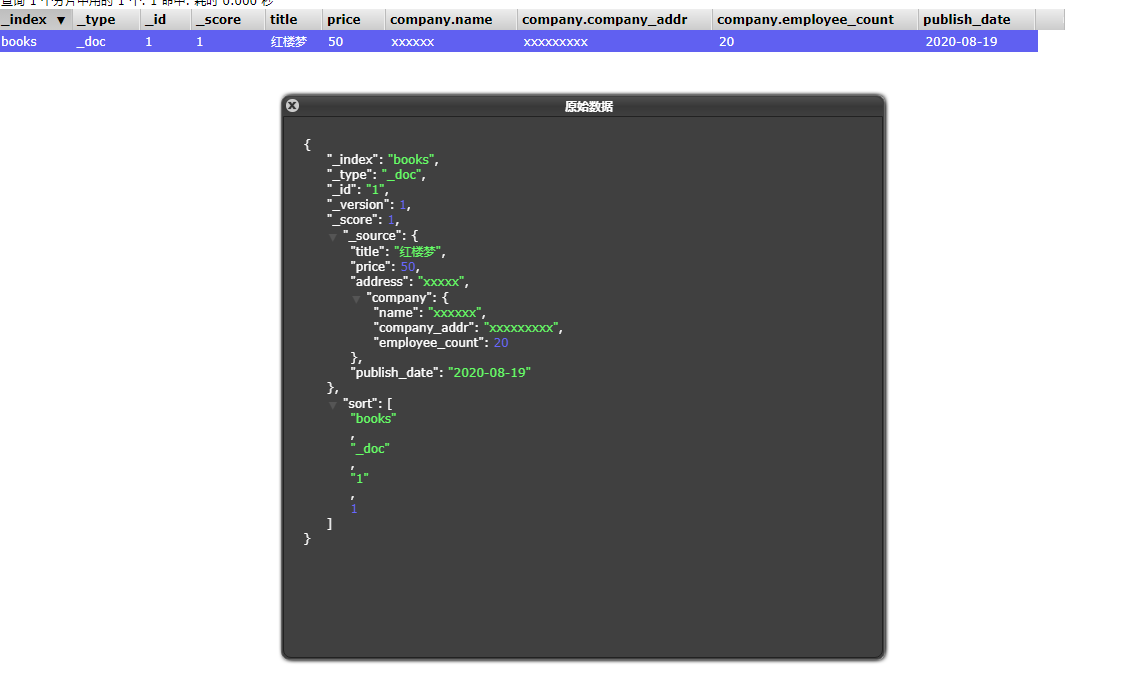 查询 1 个分片中用的 1 个. 1 命中. 耗时 0.000 秒
_index ▼ _type _id _score title price company.name company.company_addr company.employee_count publish_date
books _doc 1 1 红楼梦 50 xxxxxx xxxxxxxxx 20 2020-08-19
原始数据
{
"_index": "books",
"_type": "_doc",
"_id": "1",
"_version": 1,
"_score": 1,
▼ "_source": {
"title": "红楼梦",
"price": 50,
"address": "xxxxx",
▼ "company": {
"name": "xxxxxx",
"company_addr": "xxxxxxxxx",
"employee_count": 20
},
"publish_date": "2020-08-19"
},
▼ "sort": [
"books"
,
"_doc"
,
"1"
,
1
]
}